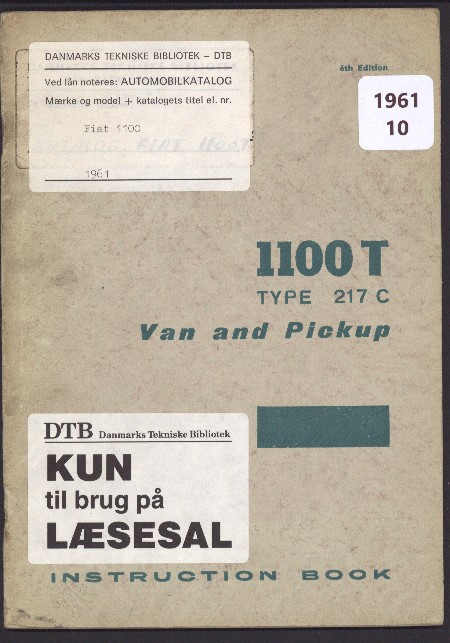 DANMARKS TEKNISKE BIBLIOTEK – DTB
Ved lån noteres: AUTOMOBILKATALOG
Mærke og model + katalogets titel el. nr.
Fiat 1100
1961
6th Edition
1961
10
1100 T
TYPE 217 C
Van and Pickup
DTB Danmarks Tekniske Bibliotek
KUN
til brug på
LÆSESAL
INSTRUCTION BOOK